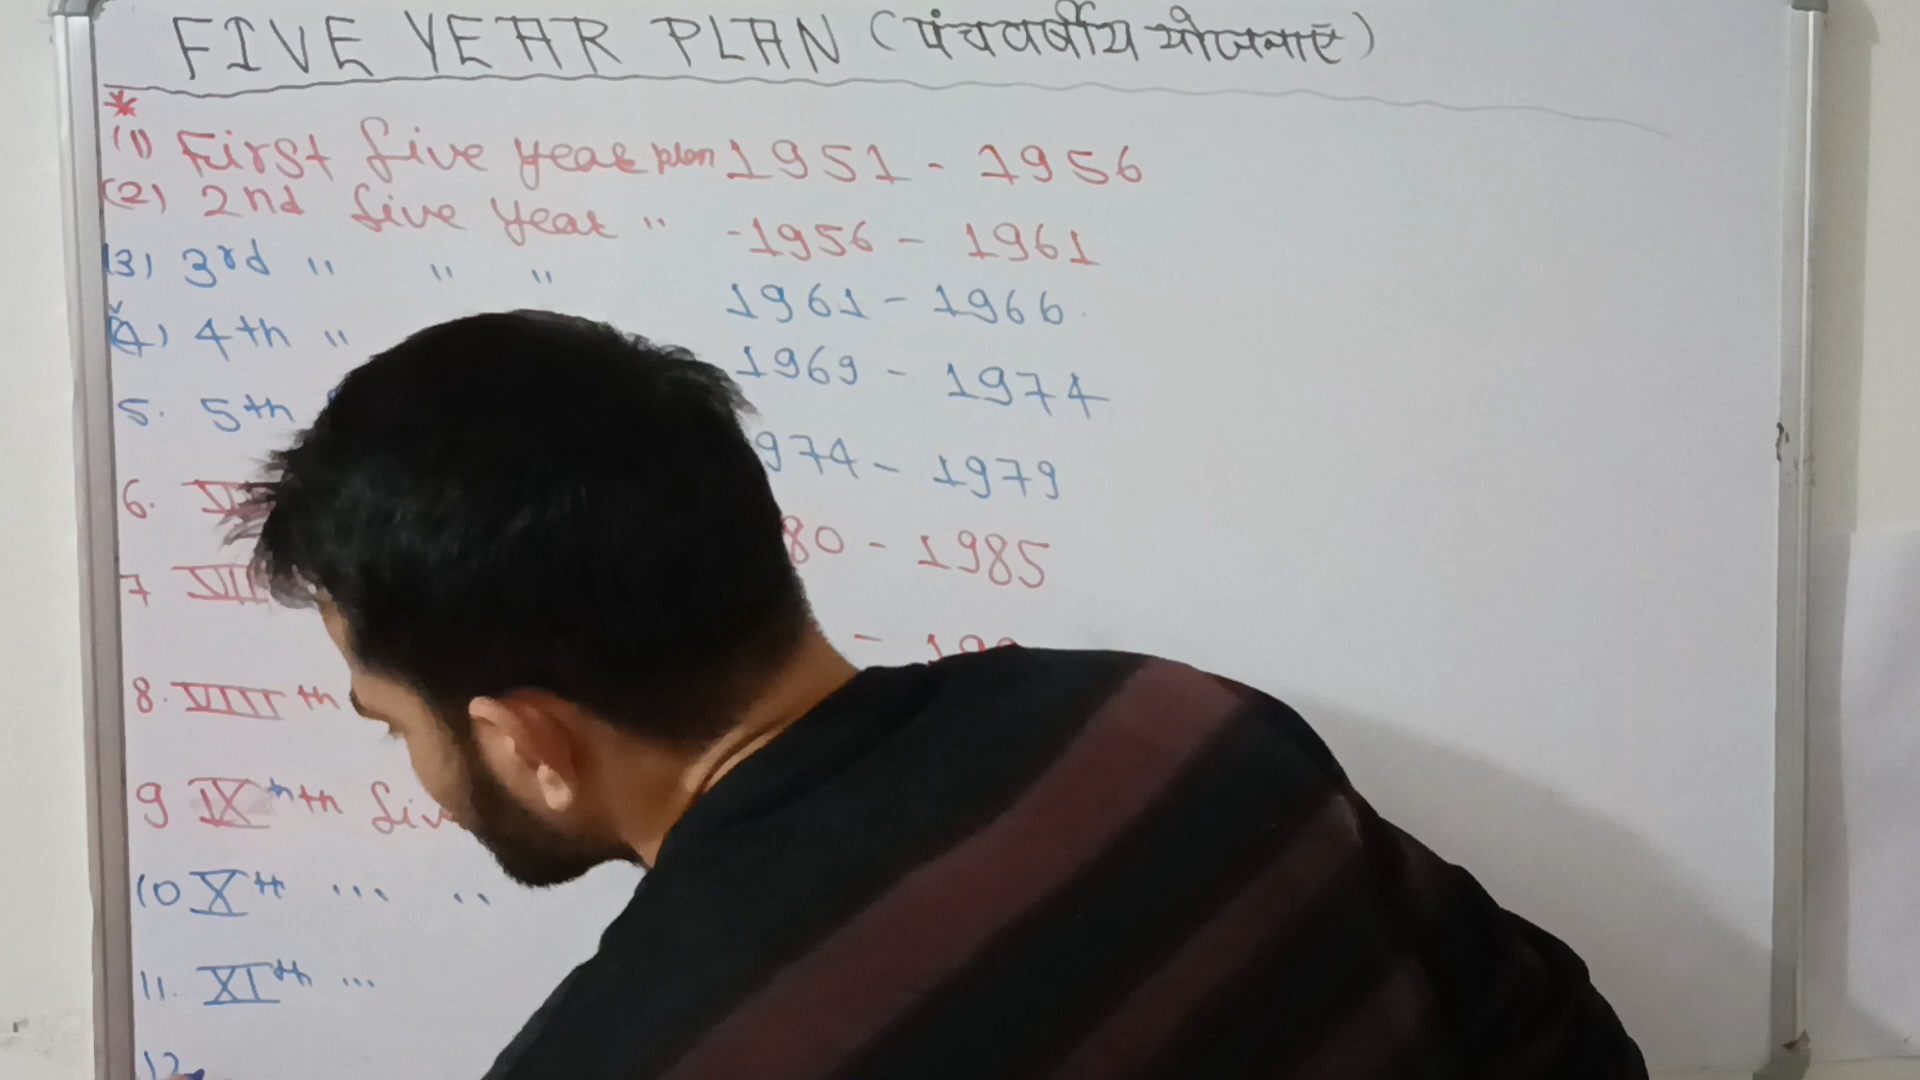 FIVE YEAR PLAN (पंचवर्षीय योजनाएँ)
*
(1) First five year plan 1951 - 1956
(2) 2nd five year " - 1956 - 1961
(3) 3rd " " " 1961 - 1966
(4) 4th " 1969 - 1974
5. 5th 974 - 1979
6. 80 - 1985
7 VII -
8. VIII th
9 IX th
10 X th ... ..
11. XI th ...
12